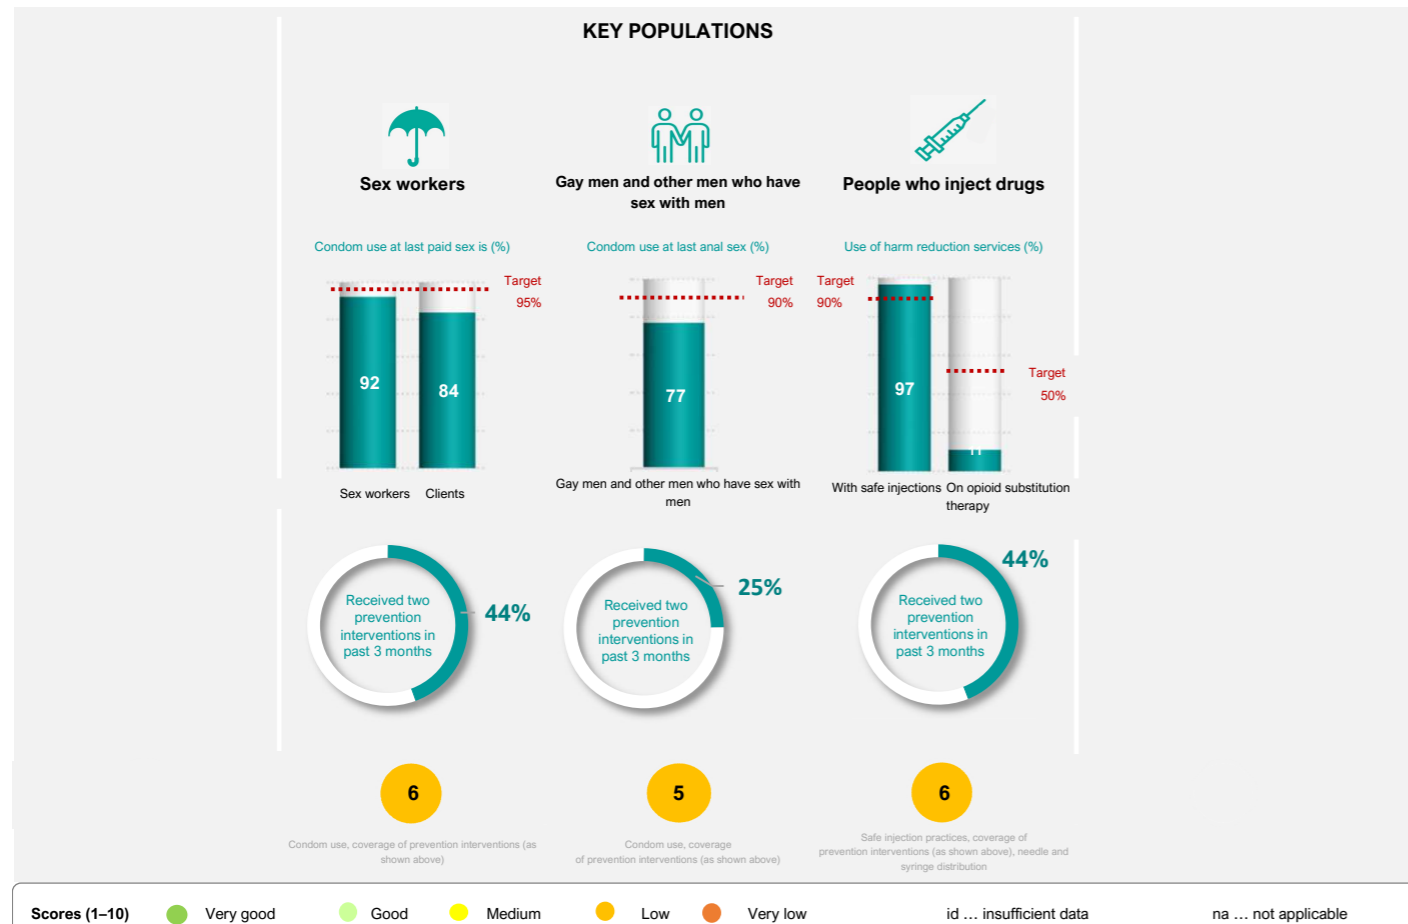 KEY POPULATIONS
Sex workers
Gay men and other men who have
sex with men
People who inject drugs
Condom use at last paid sex is (%)
Condom use at last anal sex (%)
Use of harm reduction services (%)
Target
95%
92
84
Sex workers
Clients
Target
90%
77
Gay men and other men who have sex with
men
Target
90%
97
Target
50%
11
With safe injections
On opioid substitution
therapy
Received two
prevention
interventions in
past 3 months
44%
Received two
prevention
interventions in
past 3 months
25%
Received two
prevention
interventions in
past 3 months
44%
6
5
6
Condom use, coverage of prevention interventions (as
shown above)
Condom use, coverage
of prevention interventions (as shown above)
Safe injection practices, coverage of
prevention interventions (as shown above), needle and
syringe distribution
Scores (1–10)
Very good
Good
Medium
Low
Very low
id … insufficient data
na … not applicable